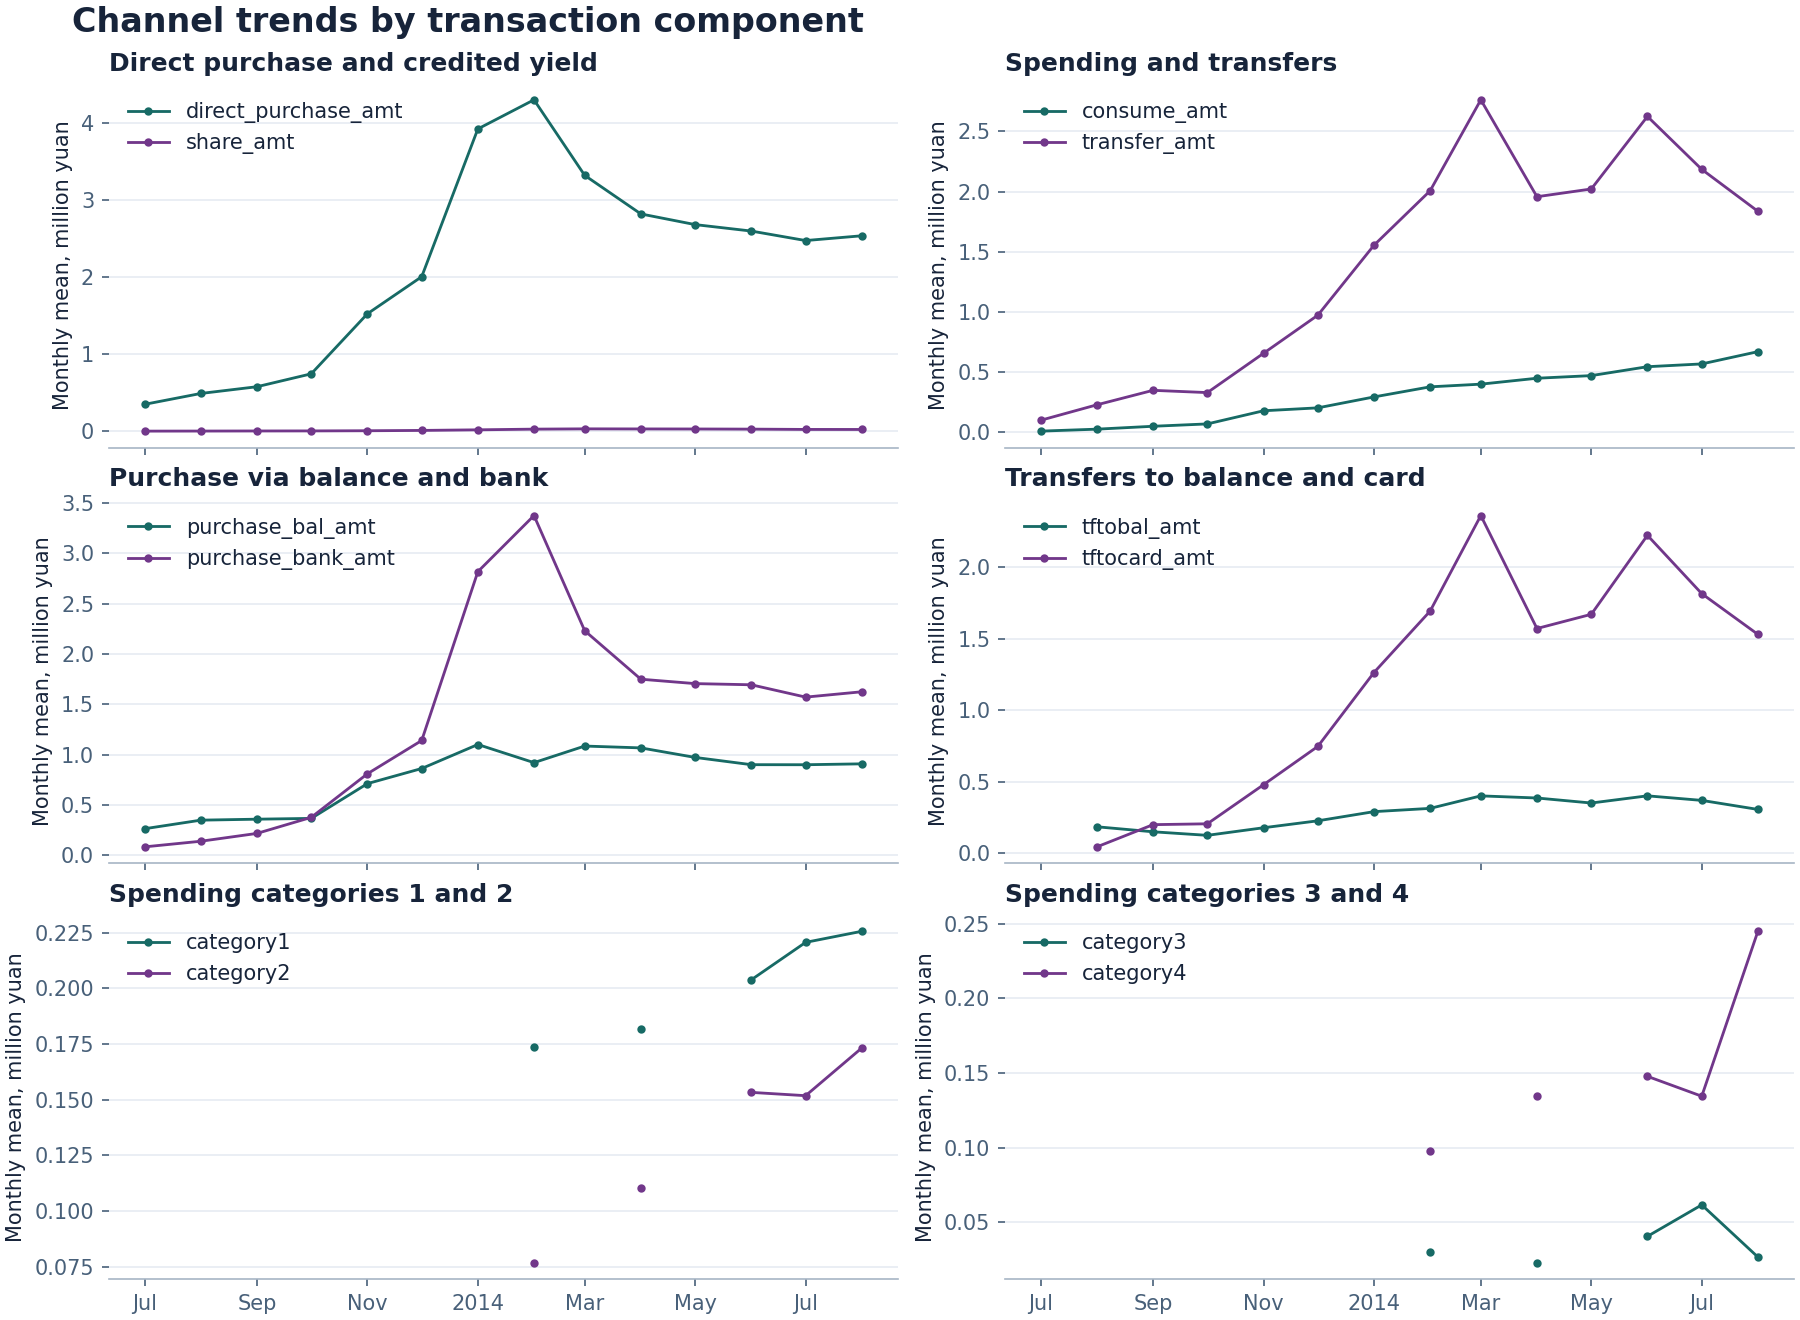 Channel trends by transaction component
Direct purchase and credited yield
direct_purchase_amt
share_amt
Monthly mean, million yuan
4
3
2
1
0
Spending and transfers
consume_amt
transfer_amt
Monthly mean, million yuan
2.5
2.0
1.5
1.0
0.5
0.0
Purchase via balance and bank
purchase_bal_amt
purchase_bank_amt
Monthly mean, million yuan
3.5
3.0
2.5
2.0
1.5
1.0
0.5
0.0
Transfers to balance and card
tftobal_amt
tftocard_amt
Monthly mean, million yuan
2.0
1.5
1.0
0.5
0.0
Spending categories 1 and 2
category1
category2
Monthly mean, million yuan
0.225
0.200
0.175
0.150
0.125
0.100
0.075
Jul Sep Nov 2014 Mar May Jul
Spending categories 3 and 4
category3
category4
Monthly mean, million yuan
0.25
0.20
0.15
0.10
0.05
Jul Sep Nov 2014 Mar May Jul